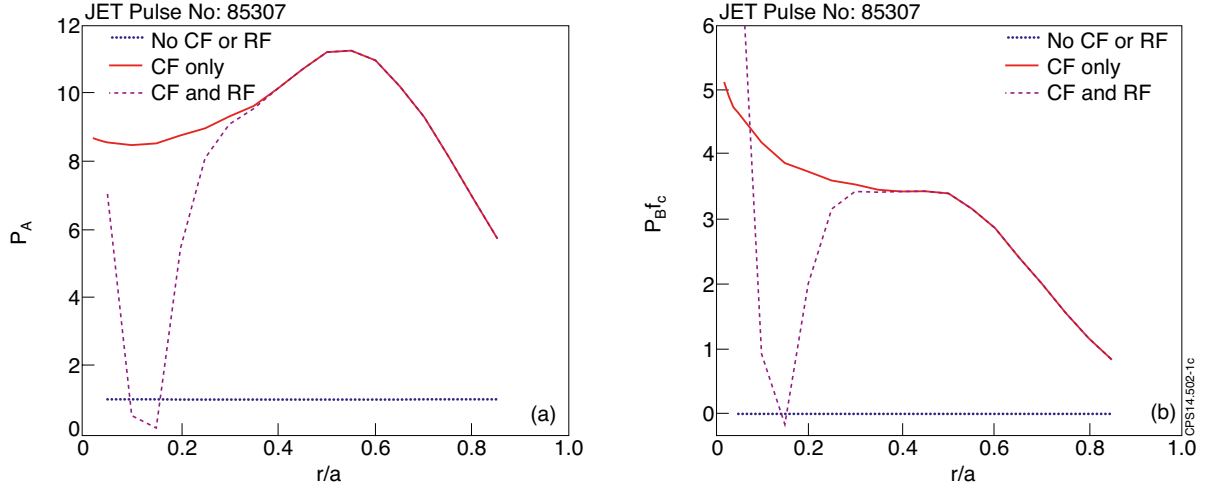 JET Pulse No: 85307
12
10
8
6
4
2
0
No CF or RF
CF only
CF and RF
P_A
(a)
0 0.2 0.4 0.6 0.8 1.0
r/a
JET Pulse No: 85307
6
5
4
3
2
1
0
No CF or RF
CF only
CF and RF
P_Bf_c
(b)
CPS14.502-1c
0 0.2 0.4 0.6 0.8 1.0
r/a